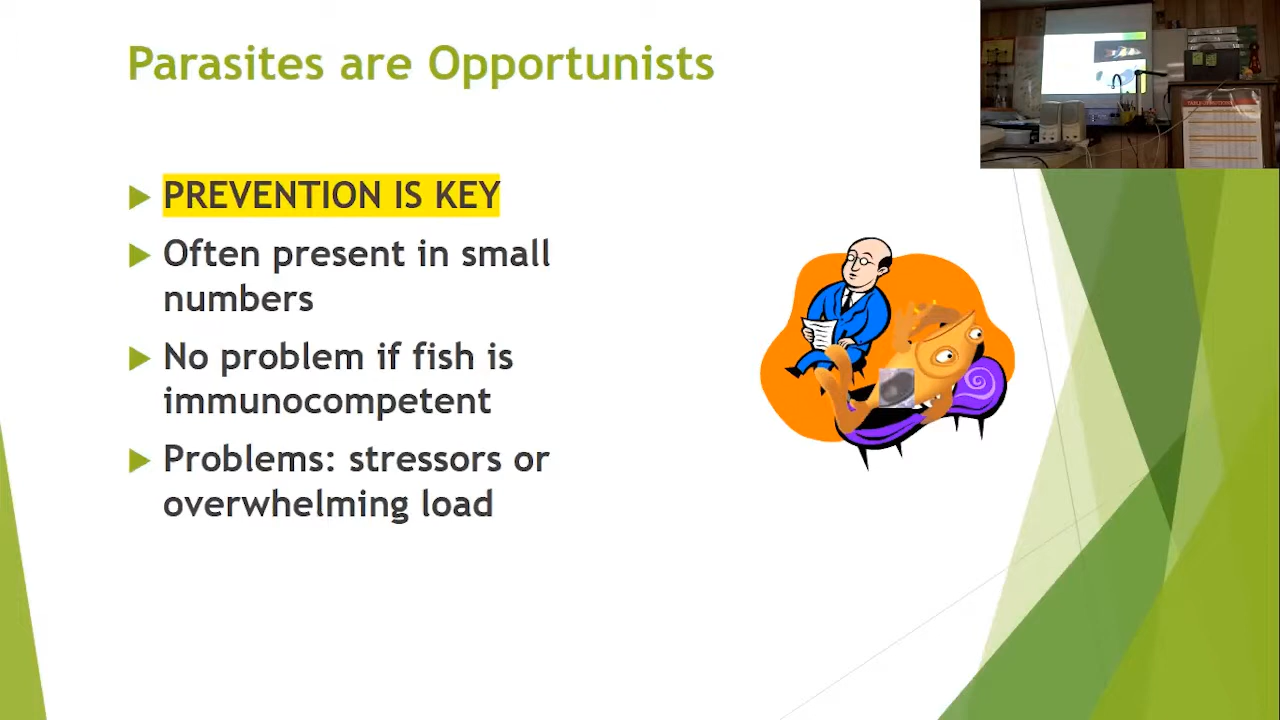 Parasites are Opportunists
PREVENTION IS KEY
Often present in small
numbers
No problem if fish is
immunocompetent
Problems: stressors or
overwhelming load